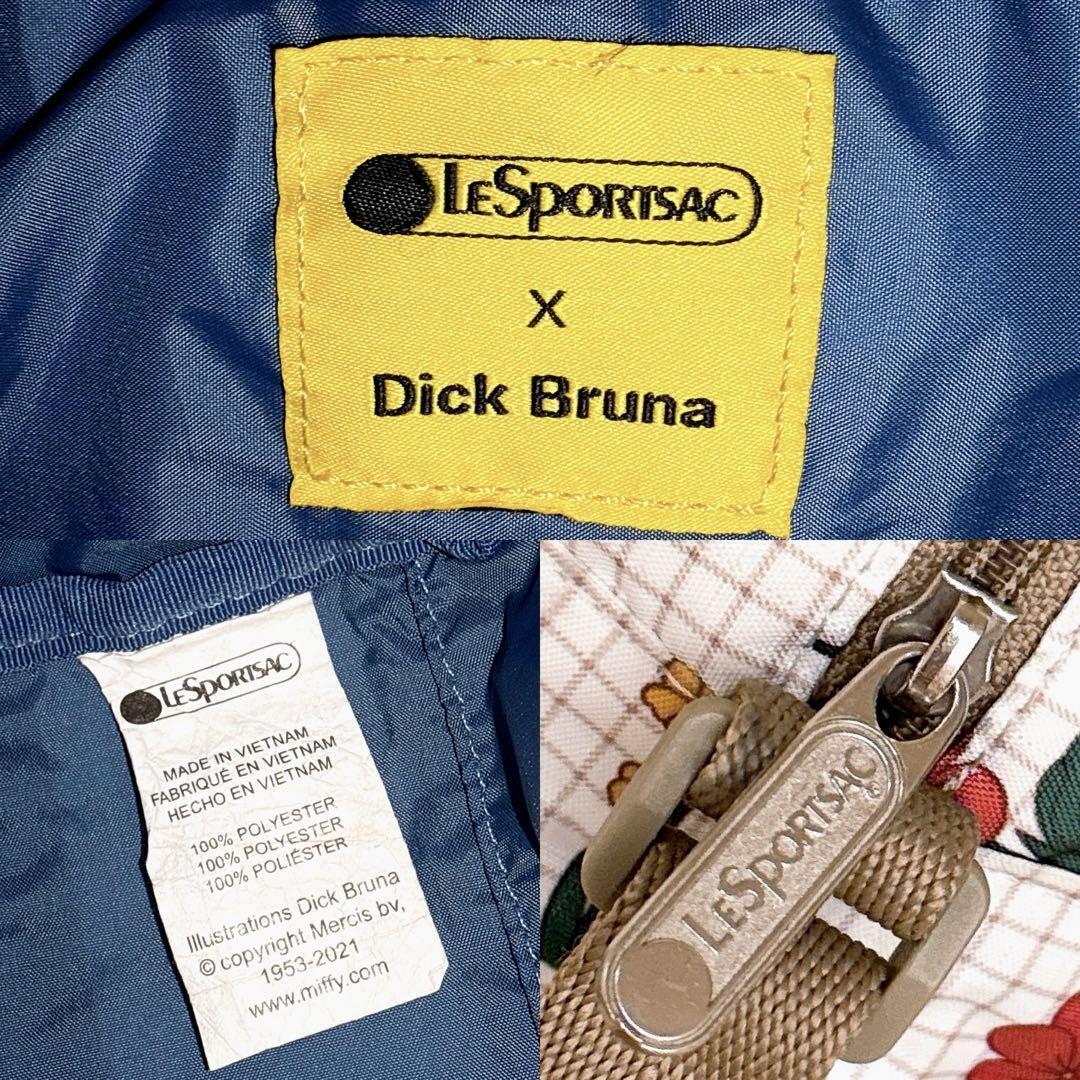 LeSportsac
X
Dick Bruna
LeSportsac
MADE IN VIETNAM
FABRIQUÉ EN VIETNAM
HECHO EN VIETNAM
100% POLYESTER
100% POLYESTER
100% POLIÉSTER
Illustrations Dick Bruna
© copyright Mercis bv,
1953-2021
www.miffy.com
LeSportsac®